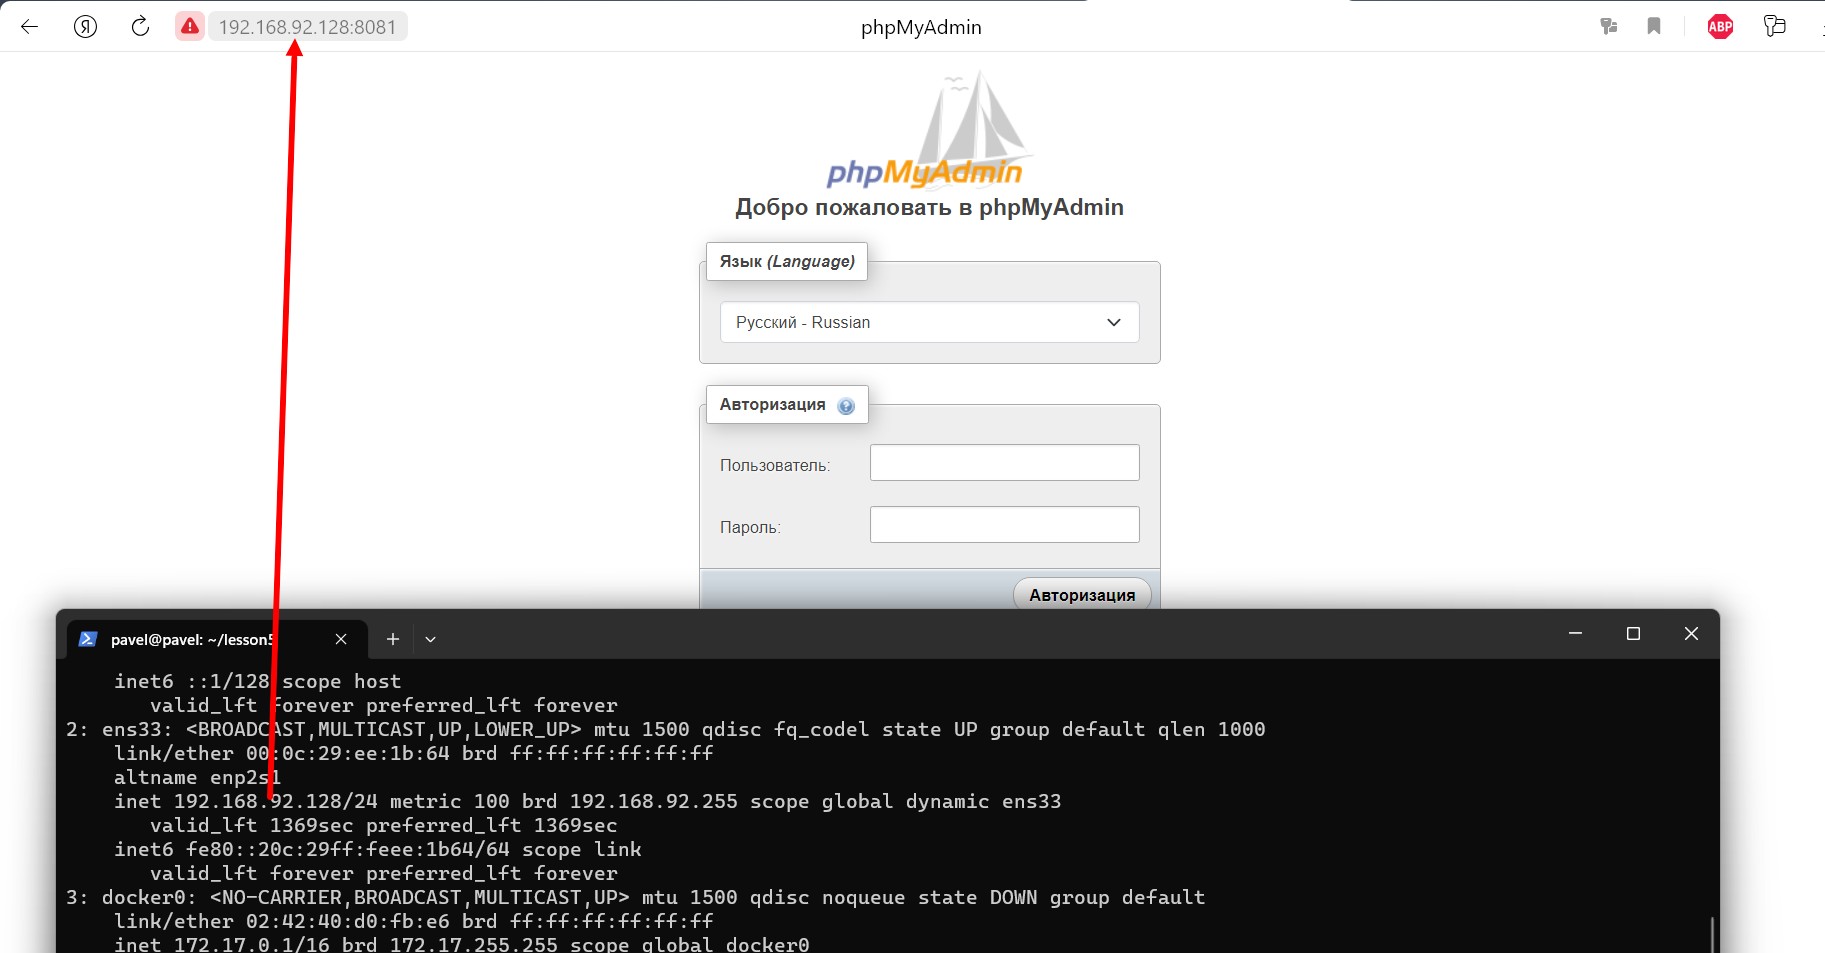 192.168.92.128:8081
phpMyAdmin
ABP
phpMyAdmin
Добро пожаловать в phpMyAdmin
Язык (Language)
Русский - Russian
Авторизация
Пользователь:
Пароль:
Авторизация
pavel@pavel: ~/lesson5
inet6 ::1/128 scope host
valid_lft forever preferred_lft forever
2: ens33: <BROADCAST,MULTICAST,UP,LOWER_UP> mtu 1500 qdisc fq_codel state UP group default qlen 1000
link/ether 00:0c:29:ee:1b:64 brd ff:ff:ff:ff:ff:ff
altname enp2s1
inet 192.168.92.128/24 metric 100 brd 192.168.92.255 scope global dynamic ens33
valid_lft 1369sec preferred_lft 1369sec
inet6 fe80::20c:29ff:feee:1b64/64 scope link
valid_lft forever preferred_lft forever
3: docker0: <NO-CARRIER,BROADCAST,MULTICAST,UP> mtu 1500 qdisc noqueue state DOWN group default
link/ether 02:42:40:d0:fb:e6 brd ff:ff:ff:ff:ff:ff
inet 172.17.0.1/16 brd 172.17.255.255 scope global docker0